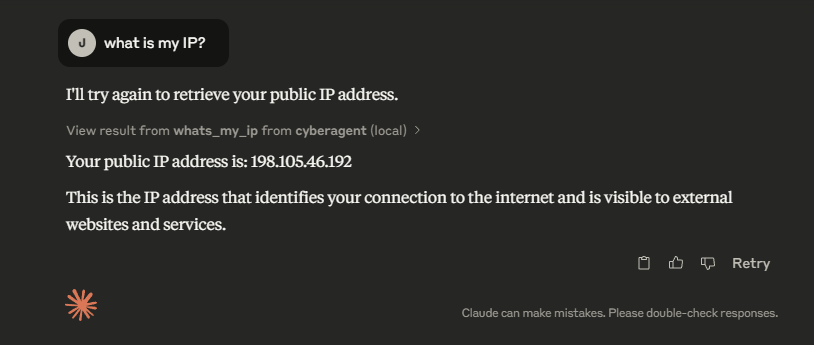 J what is my IP?
I'll try again to retrieve your public IP address.
View result from whats_my_ip from cyberagent (local)
Your public IP address is: 198.105.46.192
This is the IP address that identifies your connection to the internet and is visible to external
websites and services.
Retry
Claude can make mistakes. Please double-check responses.